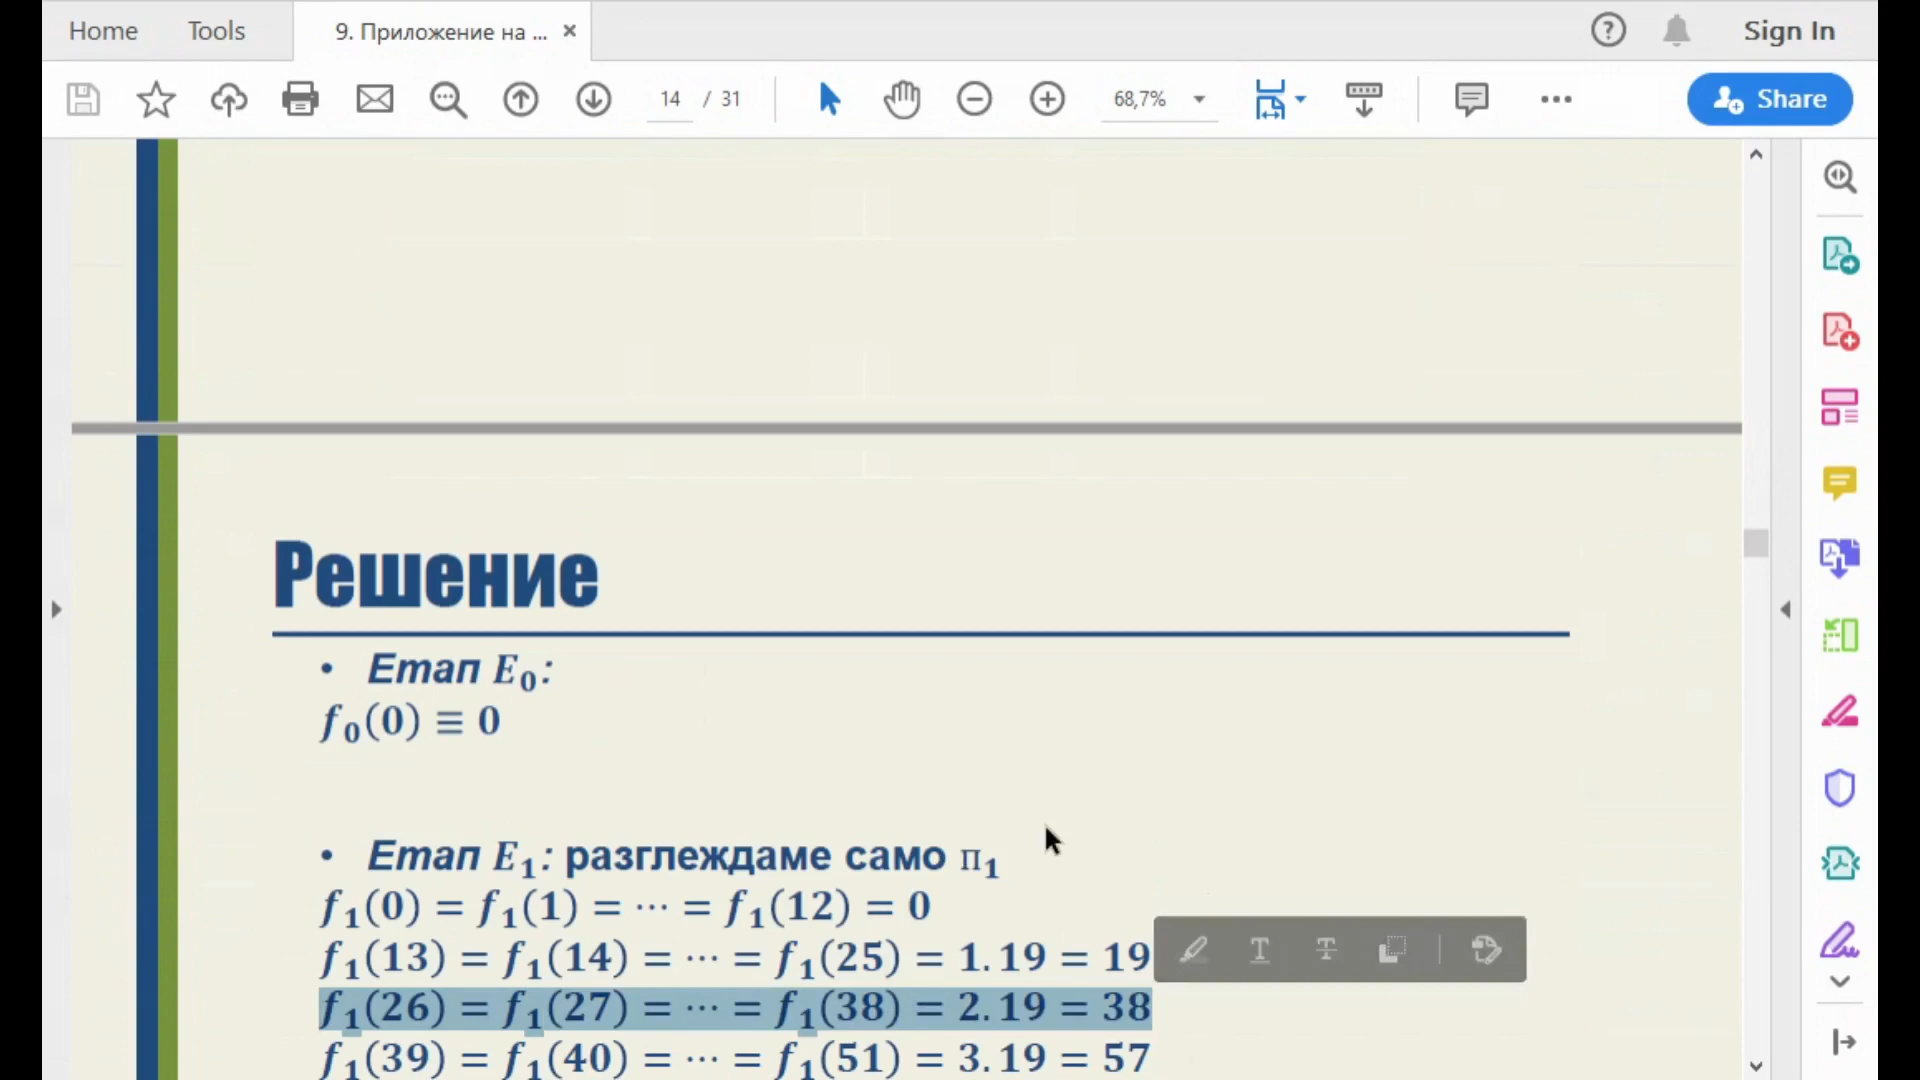 Home Tools 9. Приложение на ... Sign In
14 / 31 68,7% Share
Решение
• Етап E₀:
f₀(0) ≡ 0
• Етап E₁: разглеждаме само п₁
f₁(0) = f₁(1) = ⋯ = f₁(12) = 0
f₁(13) = f₁(14) = ⋯ = f₁(25) = 1.19 = 19
f₁(26) = f₁(27) = ⋯ = f₁(38) = 2.19 = 38
f₁(39) = f₁(40) = ⋯ = f₁(51) = 3.19 = 57